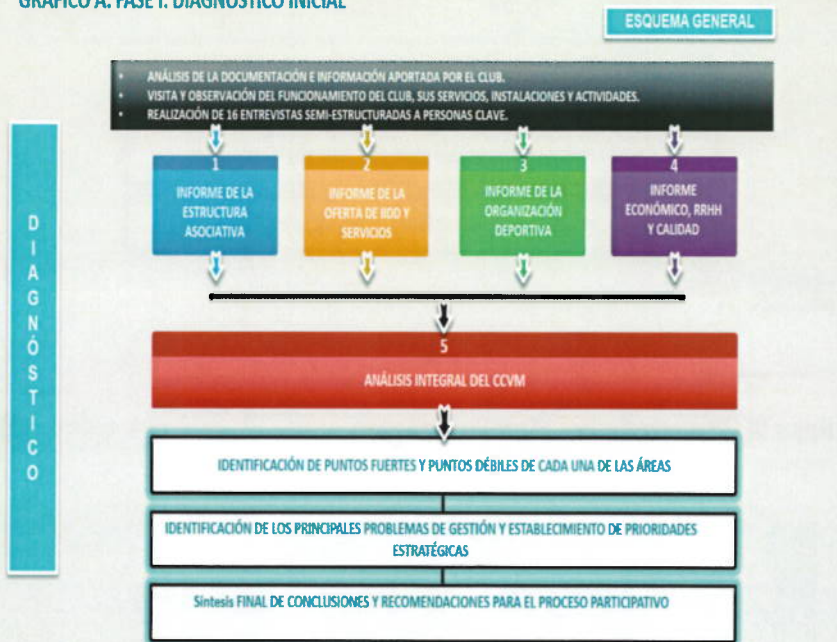 GRÁFICO A. FASE I. DIAGNÓSTICO INICIAL
ESQUEMA GENERAL
• ANÁLISIS DE LA DOCUMENTACIÓN E INFORMACIÓN APORTADA POR EL CLUB.
• VISITA Y OBSERVACIÓN DEL FUNCIONAMIENTO DEL CLUB, SUS SERVICIOS, INSTALACIONES Y ACTIVIDADES.
• REALIZACIÓN DE 16 ENTREVISTAS SEMI-ESTRUCTURADAS A PERSONAS CLAVE.
DIAGNÓSTICO
1
INFORME DE LA
ESTRUCTURA
ASOCIATIVA
2
INFORME DE LA
OFERTA DE IIDD Y
SERVICIOS
3
INFORME DE LA
ORGANIZACIÓN
DEPORTIVA
4
INFORME
ECONÓMICO, RRHH
Y CALIDAD
5
ANÁLISIS INTEGRAL DEL CCVM
IDENTIFICACIÓN DE PUNTOS FUERTES Y PUNTOS DÉBILES DE CADA UNA DE LAS ÁREAS
IDENTIFICACIÓN DE LOS PRINCIPALES PROBLEMAS DE GESTIÓN Y ESTABLECIMIENTO DE PRIORIDADES
ESTRATÉGICAS
Síntesis FINAL DE CONCLUSIONES Y RECOMENDACIONES PARA EL PROCESO PARTICIPATIVO